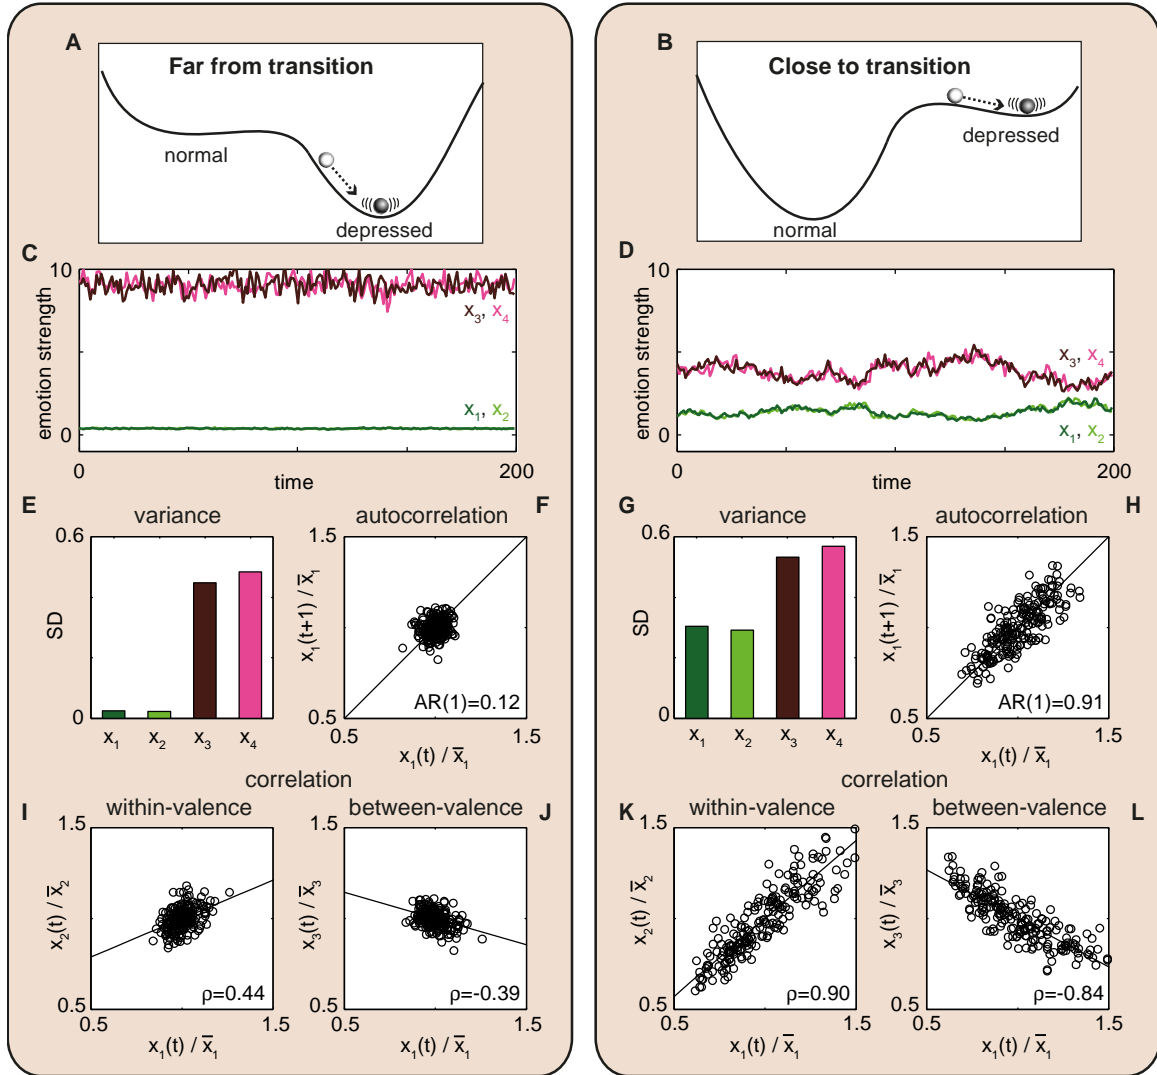 A
Far from transition
normal
depressed
C
10
0
emotion strength
x₃, x₄
x₁, x₂
0
200
time
E
variance
0.6
0
SD
x₁
x₂
x₃
x₄
autocorrelation
F
1.5
0.5
x₁(t+1) / x̅₁
AR(1)=0.12
0.5
1.5
x₁(t) / x̅₁
correlation
I
within-valence
1.5
0.5
x₂(t) / x̅₂
ρ=0.44
0.5
1.5
x₁(t) / x̅₁
between-valence
J
1.5
0.5
x₃(t) / x̅₃
ρ=-0.39
0.5
1.5
x₁(t) / x̅₁
B
Close to transition
depressed
normal
D
10
0
emotion strength
x₃, x₄
x₁, x₂
0
200
time
G
variance
0.6
0
SD
x₁
x₂
x₃
x₄
autocorrelation
H
1.5
0.5
x₁(t+1) / x̅₁
AR(1)=0.91
0.5
1.5
x₁(t) / x̅₁
correlation
K
within-valence
1.5
0.5
x₂(t) / x̅₂
ρ=0.90
0.5
1.5
x₁(t) / x̅₁
between-valence
L
1.5
0.5
x₃(t) / x̅₃
ρ=-0.84
0.5
1.5
x₁(t) / x̅₁